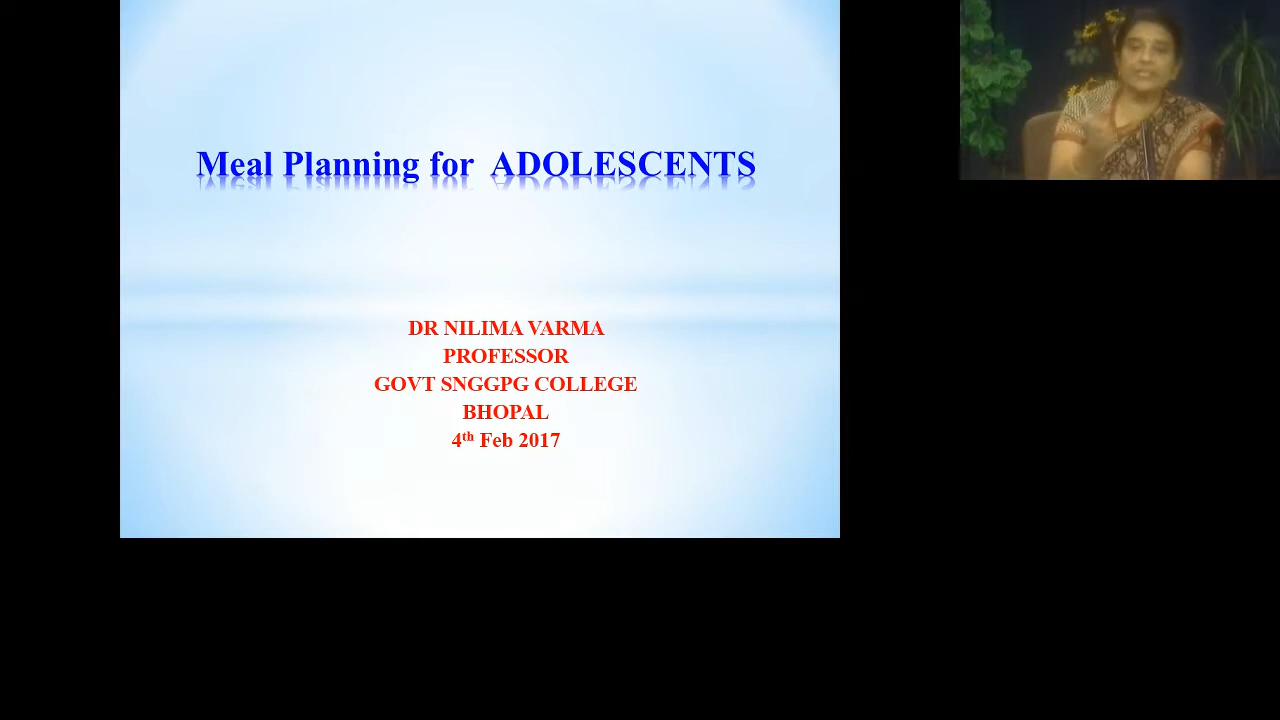 Meal Planning for ADOLESCENTS
DR NILIMA VARMA
PROFESSOR
GOVT SNGGPG COLLEGE
BHOPAL
4th Feb 2017